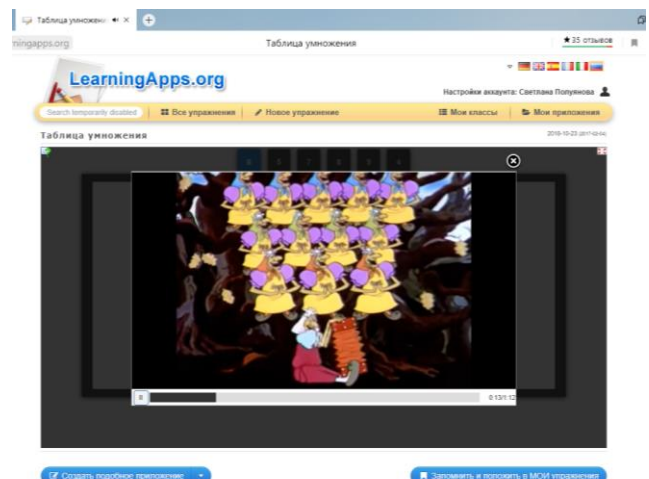 Таблица умножени
ningapps.org
Таблица умножения
★35 отзывов
LearningApps.org
Настройки аккаунта: Светлана Полуянова
Search temporarily disabled
Все упражнения
Новое упражнение
Мои классы
Мои приложения
Таблица умножения
0:13/1:12
Создать подобное приложение
Запомнить и положить в МОИ упражнения